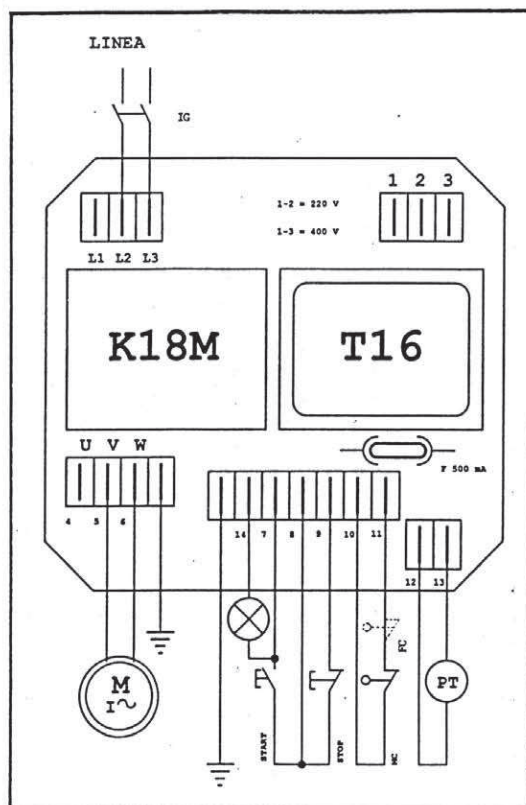 LINEA
IG
1 2 3
1-2 = 220 V
1-3 = 400 V
L1 L2 L3
K18M
T16
U V W
F 500 mA
4 5 6
14 7 8 9 10 11
12 13
FC
M
I~
PT
START
STOP
MC